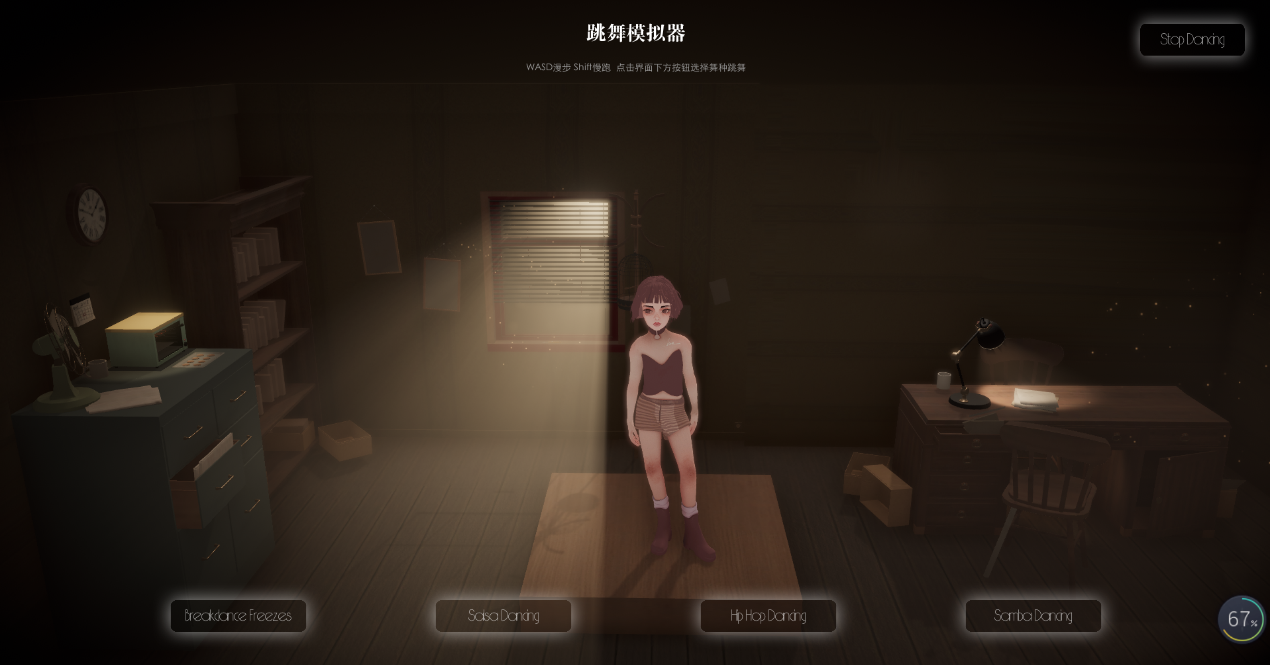 跳舞模拟器
Stop Dancing
WASD漫步 Shift慢跑 点击界面下方按钮选择舞种跳舞
Breakdance Freezes
Salsa Dancing
Hip Hop Dancing
Samba Dancing
67%